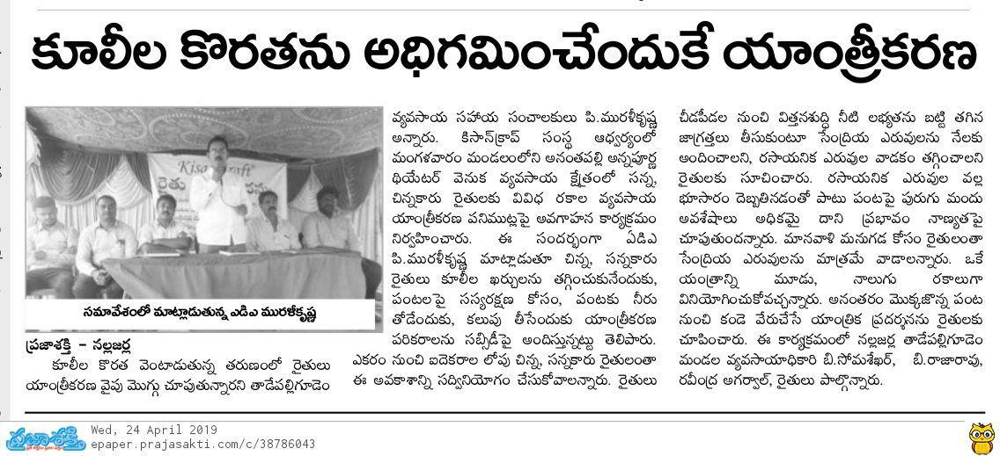 కూలీల కొరతను అధిగమించేందుకే యాంత్రీకరణ
Kisa
raft
రైతు
సమావేశంలో మాట్లాడుతున్న ఎడిఎ మురళీకృష్ణ
ప్రజాశక్తి - నల్లజర్ల
కూలీల కొరత వెంటాడుతున్న తరుణంలో రైతులు
యాంత్రీకరణ వైపు మొగ్గు చూపుతున్నారని తాడేపల్లిగూడెం
వ్యవసాయ సహాయ సంచాలకులు పి.మురళీకృష్ణ
అన్నారు. కిసాన్‌క్రావ్ సంస్థ ఆధ్వర్యంలో
మంగళవారం మండలంలోని అనంతపల్లి అన్నపూర్ణ
థియేటర్ వెనుక వ్యవసాయ క్షేత్రంలో సన్న,
చిన్నకారు రైతులకు వివిధ రకాల వ్యవసాయ
యాంత్రీకరణ పనిముట్లపై అవగాహన కార్యక్రమం
నిర్వహించారు. ఈ సందర్భంగా ఏడిఎ
పి.మురళీకృష్ణ మాట్లాడుతూ చిన్న, సన్నకారు
రైతులు కూలీల ఖర్చులను తగ్గించుకునేందుకు,
పంటలపై సస్యరక్షణ కోసం, పంటకు నీరు
తోడేందుకు, కలుపు తీసేందుకు యాంత్రీకరణ
పరికరాలను సబ్సిడీపై అందిస్తున్నట్టు తెలిపారు.
ఎకరం నుంచి ఐదెకరాల లోపు చిన్న, సన్నకారు రైతులంతా
ఈ అవకాశాన్ని సద్వినియోగం చేసుకోవాలన్నారు. రైతులు
చీడపీడల నుంచి విత్తనశుద్ధి నీటి లభ్యతను బట్టి తగిన
జాగ్రత్తలు తీసుకుంటూ సేంద్రియ ఎరువులను నేలకు
అందించాలని, రసాయనిక ఎరువుల వాడకం తగ్గించాలని
రైతులకు సూచించారు. రసాయనిక ఎరువుల వల్ల
భూసారం దెబ్బతినడంతో పాటు పంటపై పురుగు మందు
అవశేషాలు అధికమై దాని ప్రభావం నాణ్యతపై
చూపుతుందన్నారు. మానవాళి మనుగడ కోసం రైతులంతా
సేంద్రియ ఎరువులను మాత్రమే వాడాలన్నారు. ఒకే
యంత్రాన్ని మూడు, నాలుగు రకాలుగా
వినియోగించుకోవచ్చన్నారు. అనంతరం మొక్కజొన్న పంట
నుంచి కండె వేరుచేసే యాంత్రిక ప్రదర్శనను రైతులకు
చూపించారు. ఈ కార్యక్రమంలో నల్లజర్ల తాడేపల్లిగూడెం
మండల వ్యవసాయాధికారి బి.సోమశేఖర్, బి.రాజారావు,
రవీంద్ర అగర్వాల్, రైతులు పాల్గొన్నారు.
ప్రజాశక్తి
Wed, 24 April 2019
epaper.prajasakti.com/c/38786043